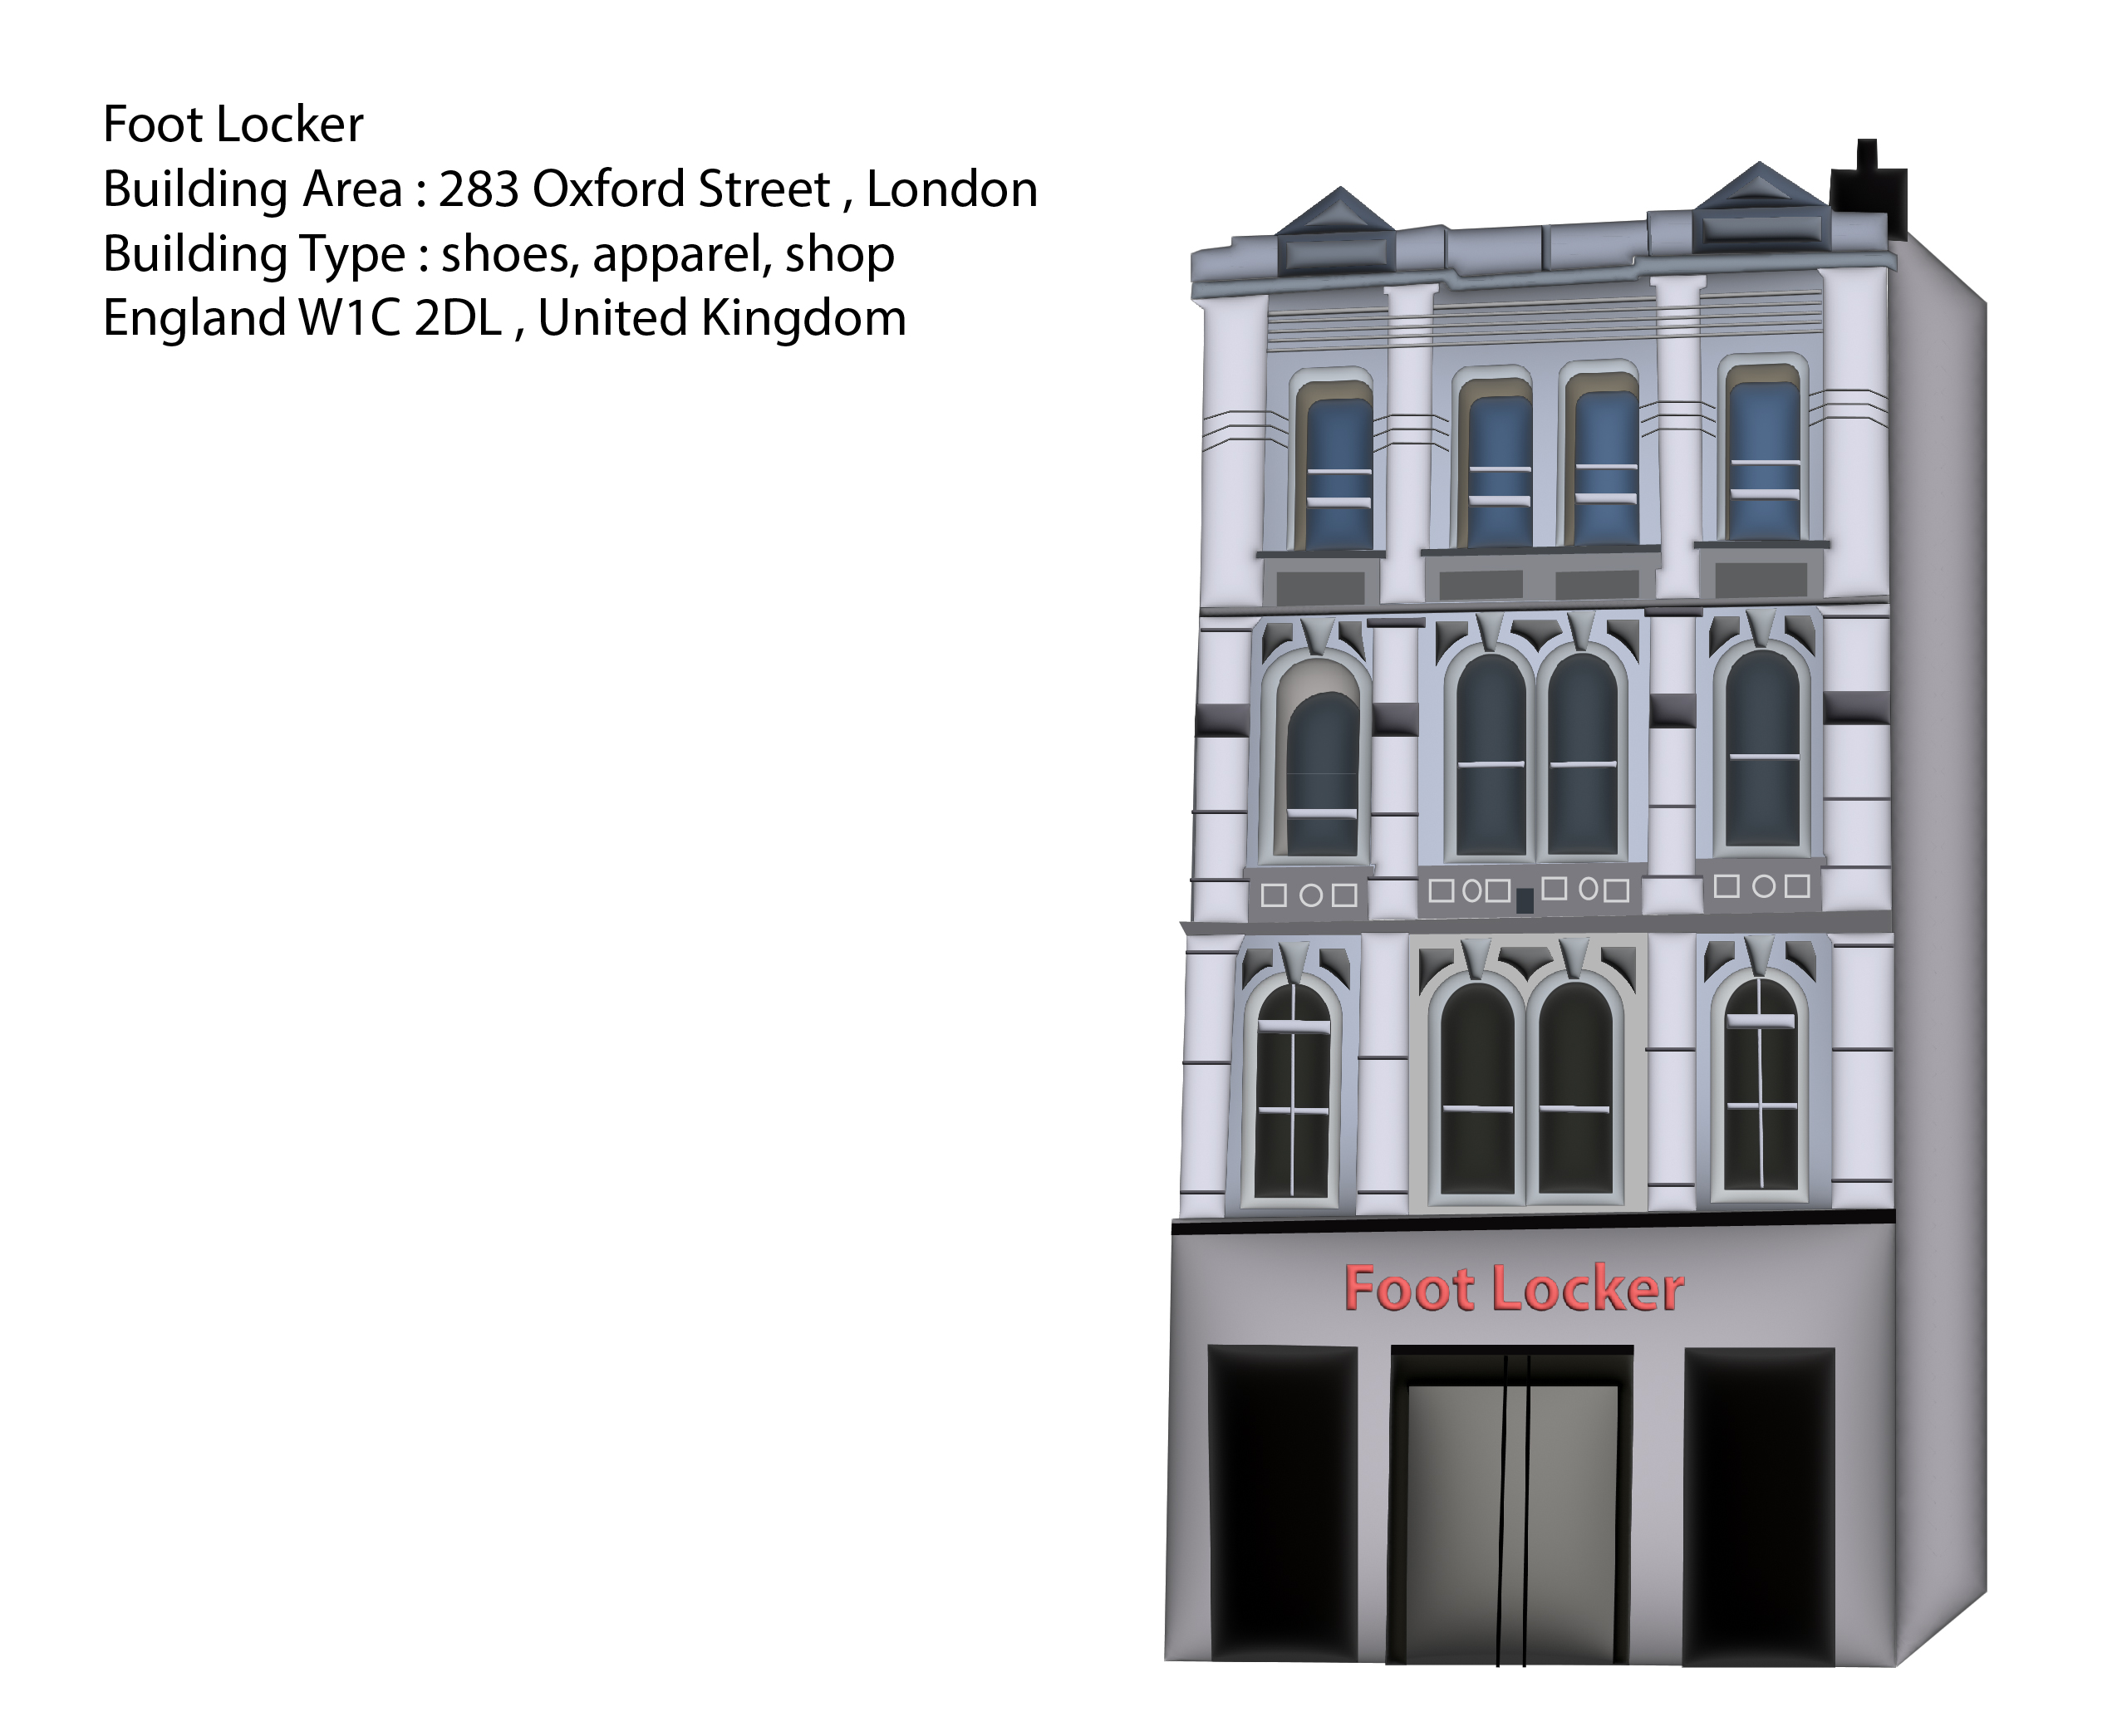 Foot Locker
Building Area : 283 Oxford Street , London
Building Type : shoes, apparel, shop
England W1C 2DL , United Kingdom
Foot Locker